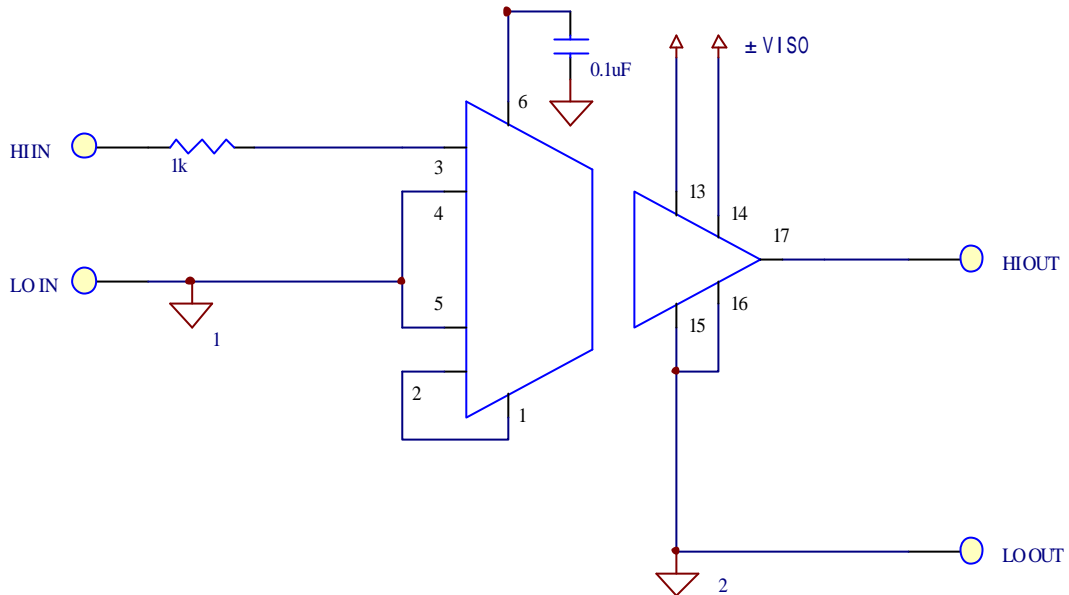 ± VISO
0.1uF
6
HI IN
1k
3
4
13
14
17
HI OUT
LO IN
5
15
16
1
2
1
2
LO OUT